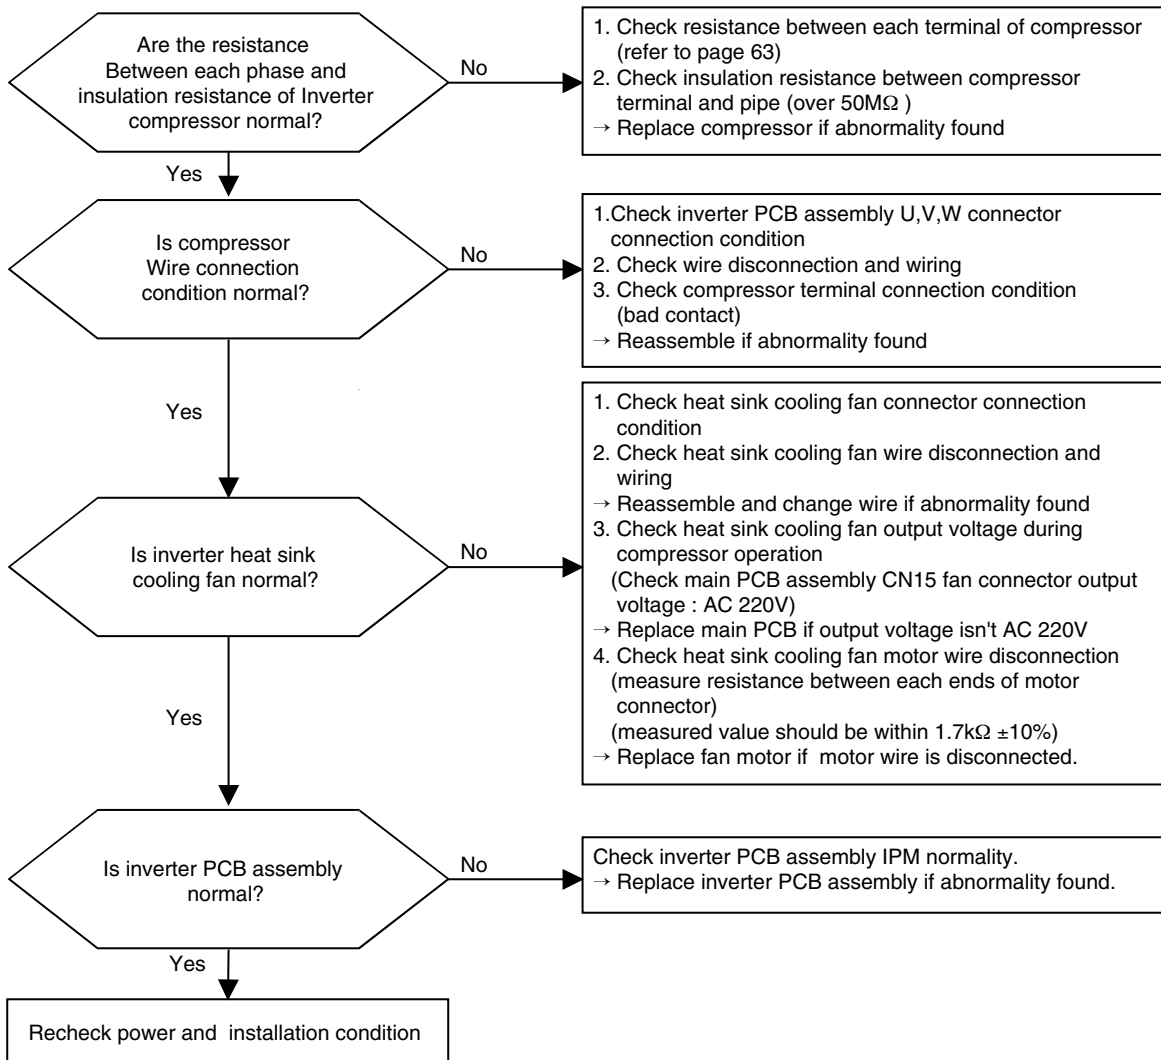 Are the resistance
Between each phase and
insulation resistance of Inverter
compressor normal?
No
1. Check resistance between each terminal of compressor
(refer to page 63)
2. Check insulation resistance between compressor
terminal and pipe (over 50MΩ )
→ Replace compressor if abnormality found
Yes
Is compressor
Wire connection
condition normal?
No
1.Check inverter PCB assembly U,V,W connector
connection condition
2. Check wire disconnection and wiring
3. Check compressor terminal connection condition
(bad contact)
→ Reassemble if abnormality found
Yes
Is inverter heat sink
cooling fan normal?
No
1. Check heat sink cooling fan connector connection
condition
2. Check heat sink cooling fan wire disconnection and
wiring
→ Reassemble and change wire if abnormality found
3. Check heat sink cooling fan output voltage during
compressor operation
(Check main PCB assembly CN15 fan connector output
voltage : AC 220V)
→ Replace main PCB if output voltage isn't AC 220V
4. Check heat sink cooling fan motor wire disconnection
(measure resistance between each ends of motor
connector)
(measured value should be within 1.7kΩ ±10%)
→ Replace fan motor if  motor wire is disconnected.
Yes
Is inverter PCB assembly
normal?
No
Check inverter PCB assembly IPM normality.
→ Replace inverter PCB assembly if abnormality found.
Yes
Recheck power and  installation condition